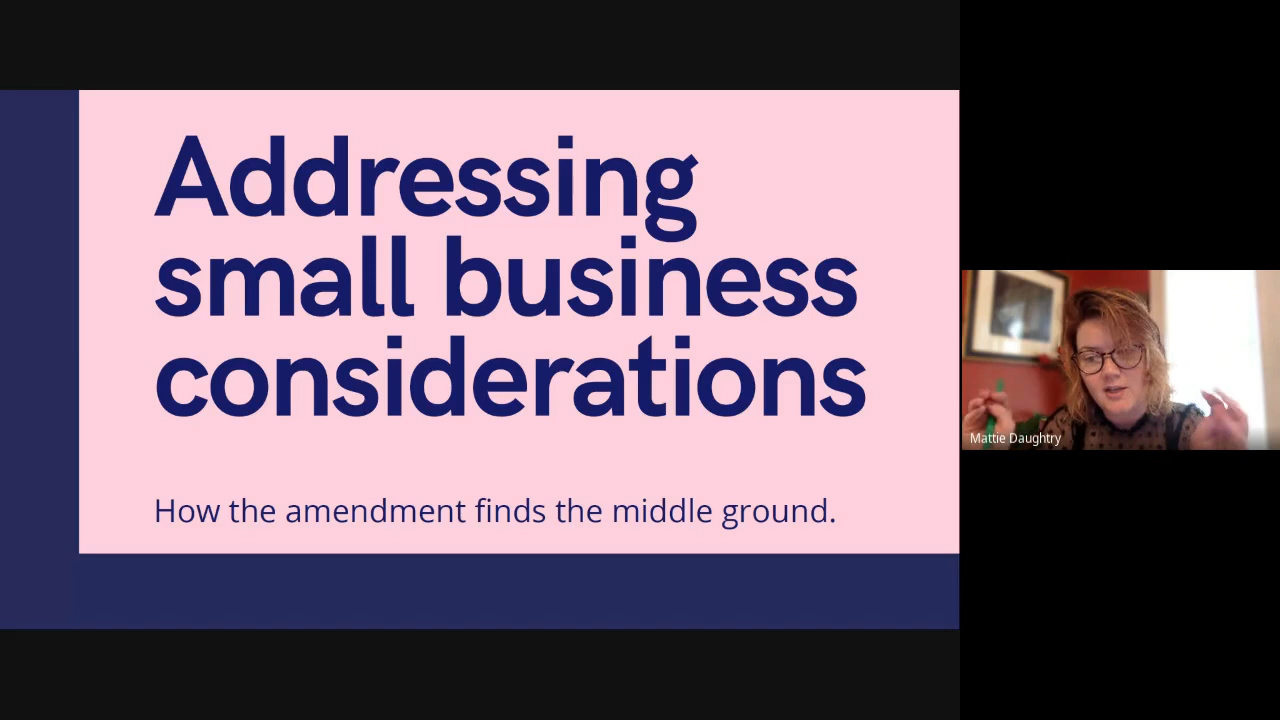 Addressing
small business
considerations
How the amendment finds the middle ground.
Mattie Daughtry